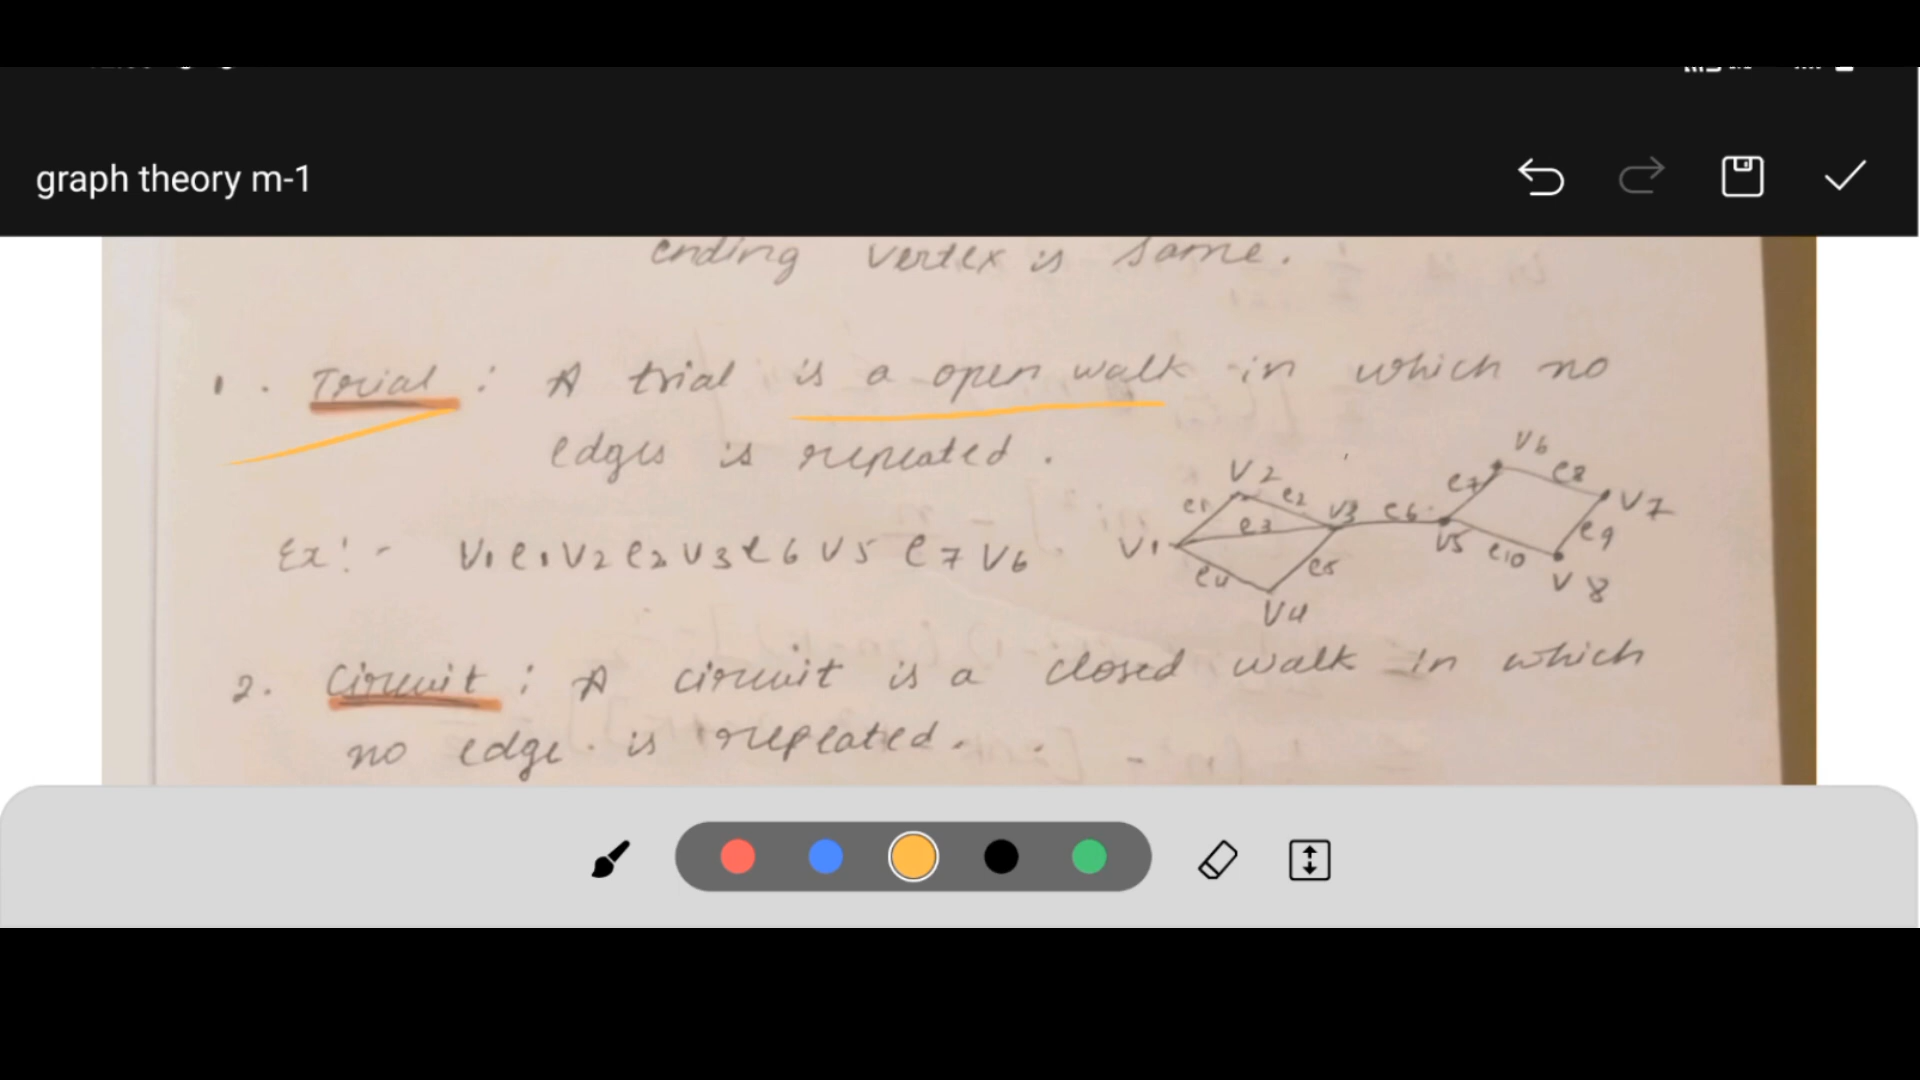 graph theory m-1
ending vertex is same.
1. Trial : A trial is a open walk in which no
edges is repeated.
Ex:- V1 e1 V2 e2 V3 e6 V5 e7 V6
V6
V2 e7 e8
e1 e2 V3 e6 V7
e3 e9
V1 V5 e10
e4 e5 V8
V4
2. Circuit : A circuit is a closed walk in which
no edge is repeated.